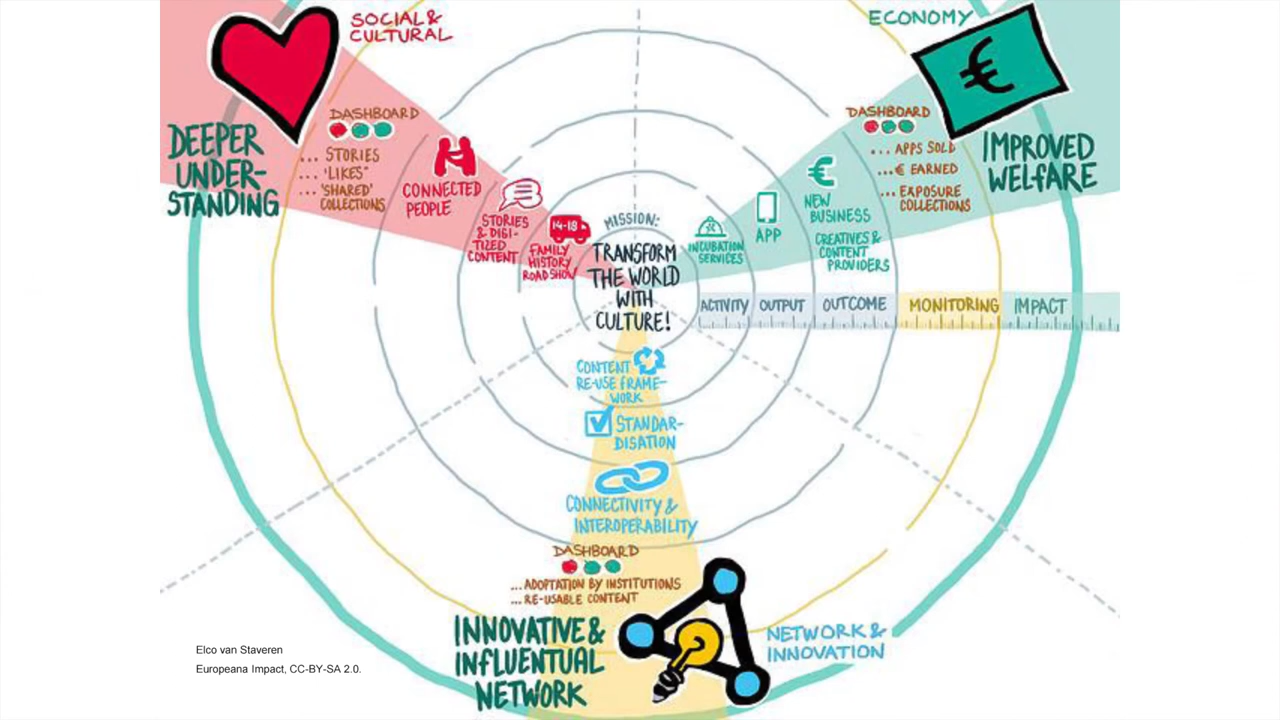 SOCIAL &
CULTURAL
DEEPER
UNDER-
STANDING
DASHBOARD
... STORIES
... 'LIKES"
... 'SHARED'
COLLECTIONS
CONNECTED
PEOPLE
STORIES
& DIGI-
TIZED
CONTENT
14-18
FAMILY
HISTORY
ROADSHOW
MISSION:
TRANSFORM
THE WORLD
WITH
CULTURE!
ECONOMY
€
IMPROVED
WELFARE
DASHBOARD
... APPS SOLD
... € EARNED
... EXPOSURE
COLLECTIONS
€
NEW
BUSINESS
CREATIVES &
CONTENT
PROVIDERS
APP
INCUBATION
SERVICES
ACTIVITY OUTPUT OUTCOME MONITORING IMPACT
CONTENT
RE-USE FRAME-
WORK
STANDAR-
DISATION
CONNECTIVITY &
INTEROPERABILITY
DASHBOARD
... ADOPTATION BY INSTITUTIONS
... RE-USABLE CONTENT
INNOVATIVE &
INFLUENTUAL
NETWORK
NETWORK &
INNOVATION
Elco van Staveren
Europeana Impact, CC-BY-SA 2.0.